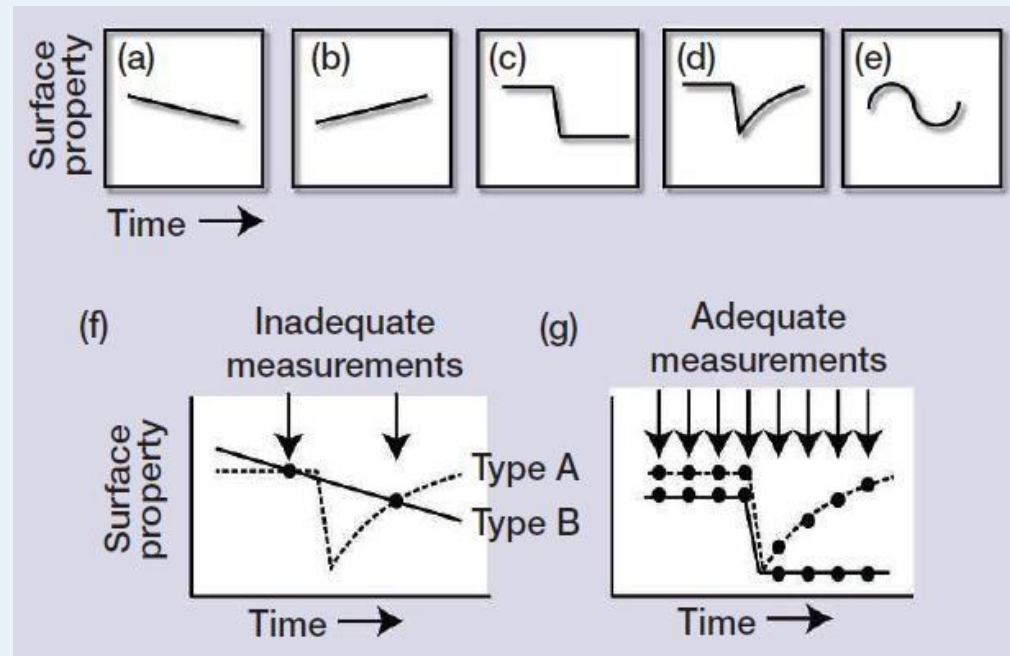 Surface
property
(a)
(b)
(c)
(d)
(e)
Time
(f)
Inadequate
measurements
(g)
Adequate
measurements
Surface
property
Type A
Type B
Time
Time